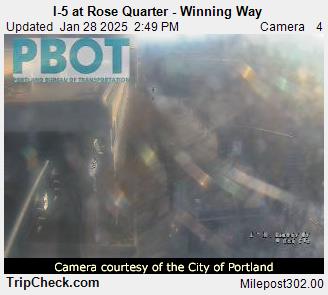 I-5 at Rose Quarter - Winning Way
Updated Jan 28 2025 2:49 PM Camera 4
PBOT
PORTLAND BUREAU OF TRANSPORTATION
Camera courtesy of the City of Portland
TripCheck.com Milepost302.00